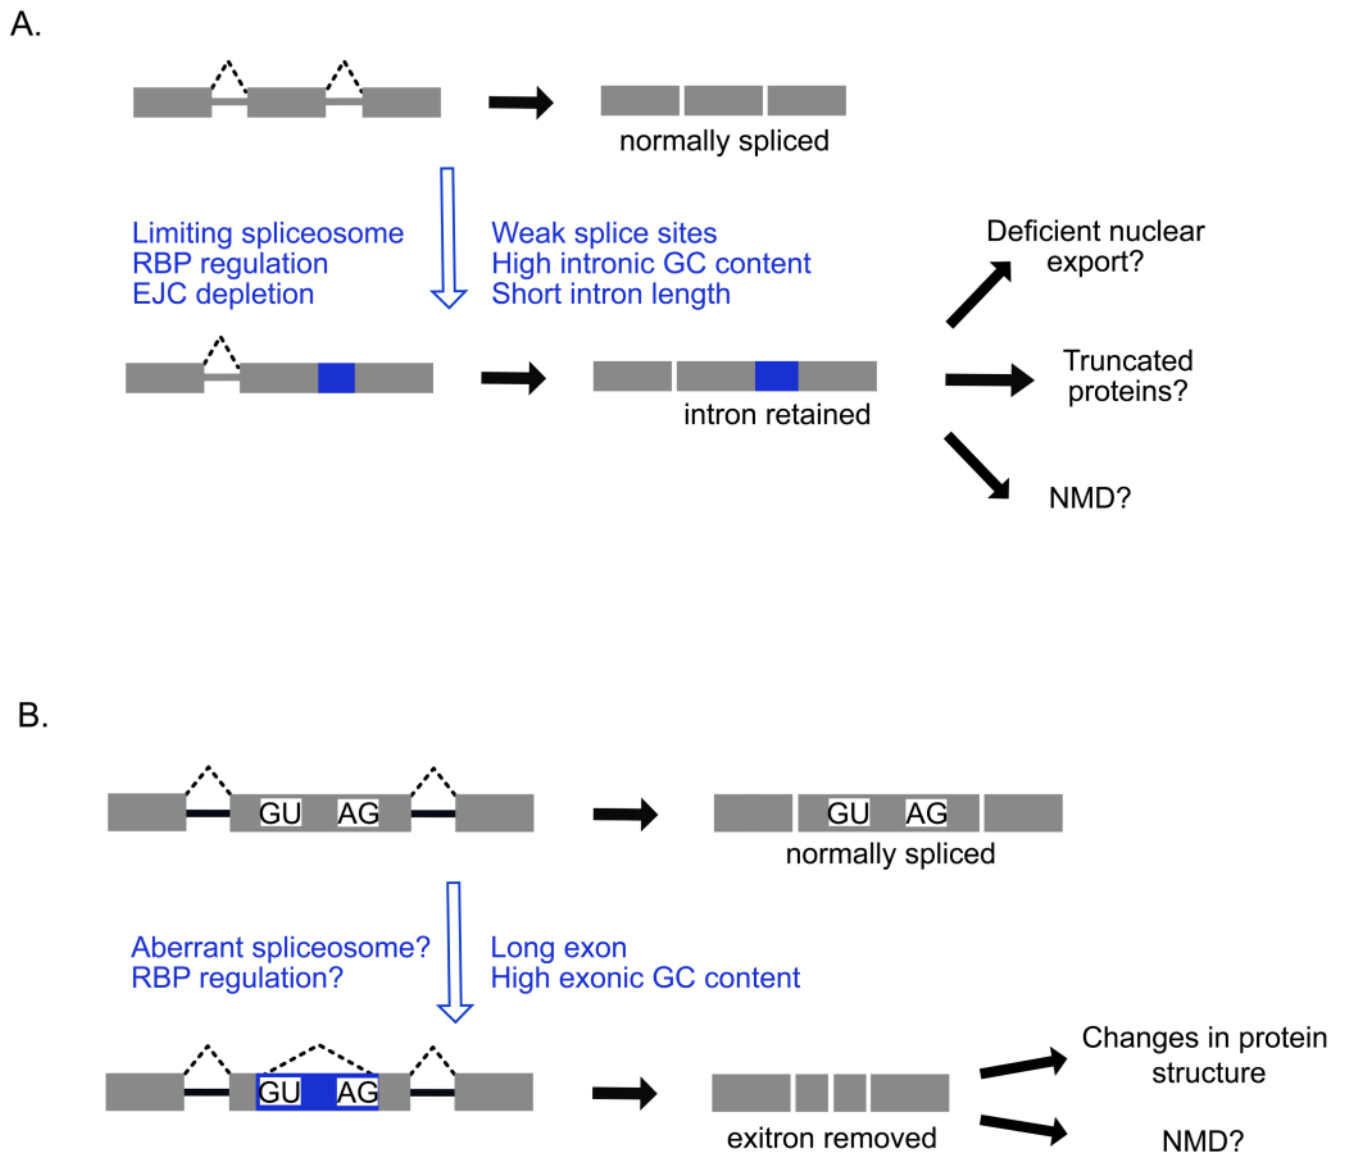 A.
normally spliced
Limiting spliceosome
RBP regulation
EJC depletion
Weak splice sites
High intronic GC content
Short intron length
Deficient nuclear
export?
Truncated
proteins?
intron retained
NMD?
B.
GU AG
GU AG
normally spliced
Aberrant spliceosome?
RBP regulation?
Long exon
High exonic GC content
GU AG
exitron removed
Changes in protein
structure
NMD?